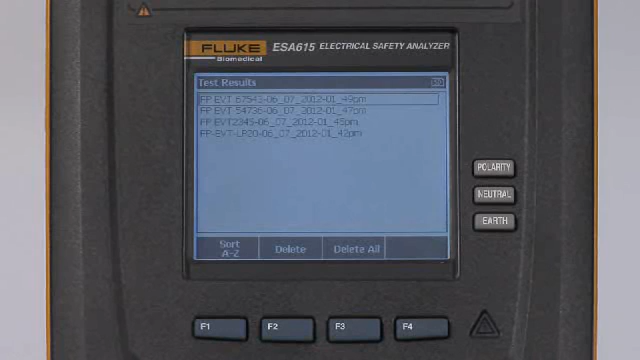 FLUKE
Biomedical
ESA615 ELECTRICAL SAFETY ANALYZER
Test Results
FP EVT 67543-06_07_2012-01_49pm
FP-EVT-54736-06_07_2012-01_47pm
FP EVT2345-06_07_2012-01_45pm
FP-EVT-LP20-06_07_2012-01_42pm
Sort A-Z
Delete
Delete All
POLARITY
NEUTRAL
EARTH
F1
F2
F3
F4